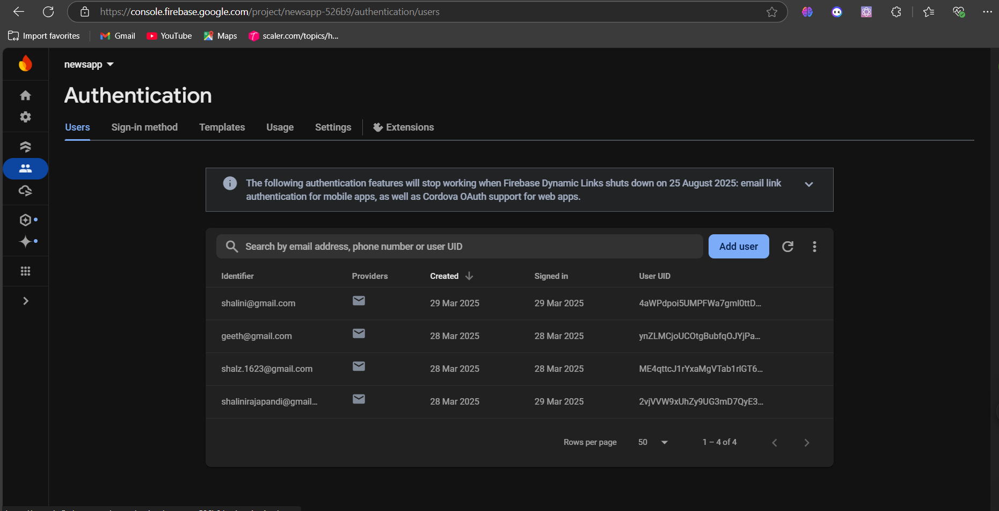 https://console.firebase.google.com/project/newsapp-526b9/authentication/users
Import favorites Gmail YouTube Maps scaler.com/topics/h...
newsapp
Authentication
Users Sign-in method Templates Usage Settings Extensions
The following authentication features will stop working when Firebase Dynamic Links shuts down on 25 August 2025: email link
authentication for mobile apps, as well as Cordova OAuth support for web apps.
Search by email address, phone number or user UID Add user
Identifier Providers Created Signed in User UID
shalini@gmail.com 29 Mar 2025 29 Mar 2025 4aWPdpoi5UMPFWa7gml0ttD...
geeth@gmail.com 28 Mar 2025 28 Mar 2025 ynZLMCjoUCOtgBubfqOJYjPa...
shalz.1623@gmail.com 28 Mar 2025 28 Mar 2025 ME4qttcJ1rYxaMgVTab1rlGT6...
shalinirajapandi@gmail... 28 Mar 2025 29 Mar 2025 2vjVVW9xUhZy9UG3mD7QyE3...
Rows per page 50 1 – 4 of 4